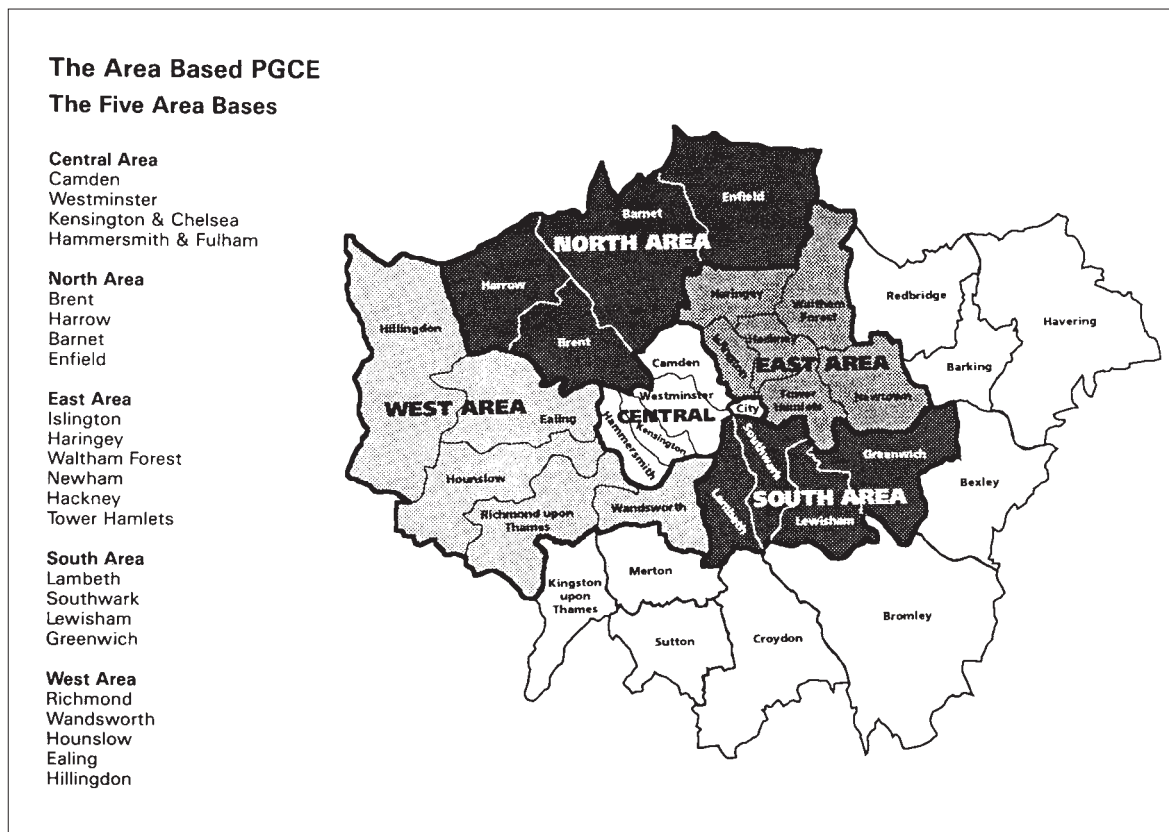 The Area Based PGCE
The Five Area Bases
Central Area
Camden
Westminster
Kensington & Chelsea
Hammersmith & Fulham
North Area
Brent
Harrow
Barnet
Enfield
East Area
Islington
Haringey
Waltham Forest
Newham
Hackney
Tower Hamlets
South Area
Lambeth
Southwark
Lewisham
Greenwich
West Area
Richmond
Wandsworth
Hounslow
Ealing
Hillingdon
Enfield
Barnet
NORTH AREA
Harrow
Brent
Hillingdon
WEST AREA
Ealing
Hounslow
Richmond upon
Thames
Wandsworth
Camden
Westminster
CENTRAL
Kensington
Hammersmith
City
Haringey
Waltham
Forest
Islington
Hackney
EAST AREA
Tower
Hamlets
Newtown
Redbridge
Havering
Barking
Greenwich
Southwark
SOUTH AREA
Lambeth
Lewisham
Bexley
Kingston
upon
Thames
Merton
Sutton
Croydon
Bromley